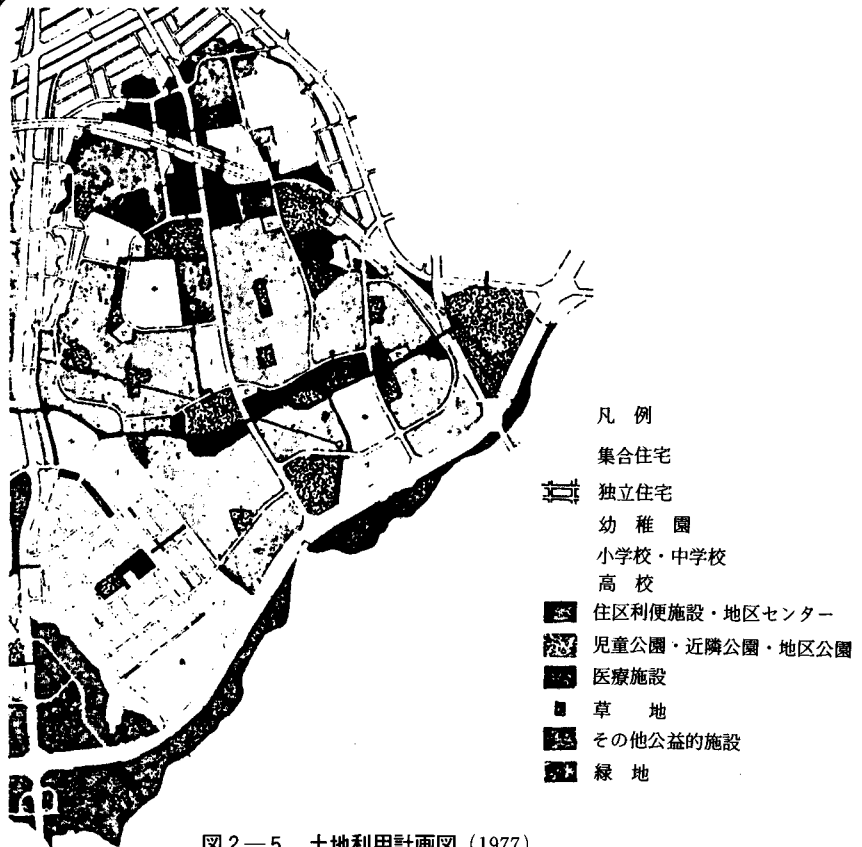 凡 例
集合住宅
独立住宅
幼 稚 園
小学校・中学校
高 校
住区利便施設・地区センター
児童公園・近隣公園・地区公園
医療施設
草 地
その他公益的施設
緑 地
図2―5 土地利用計画図(1977)